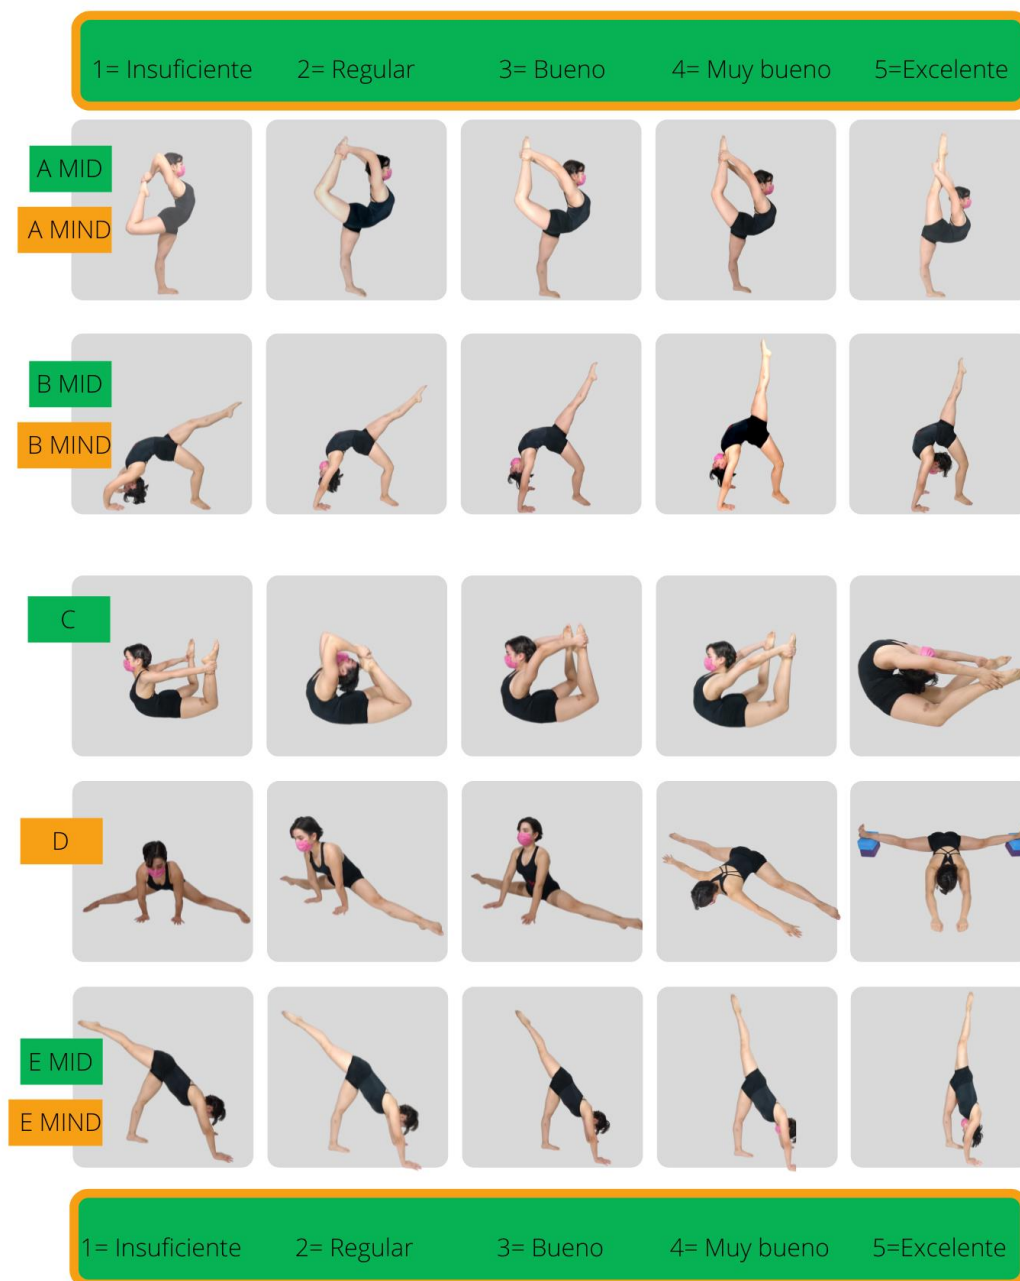 1= Insuficiente 2= Regular 3= Bueno 4= Muy bueno 5=Excelente
A MID
A MIND
B MID
B MIND
C
D
E MID
E MIND
1= Insuficiente 2= Regular 3= Bueno 4= Muy bueno 5=Excelente